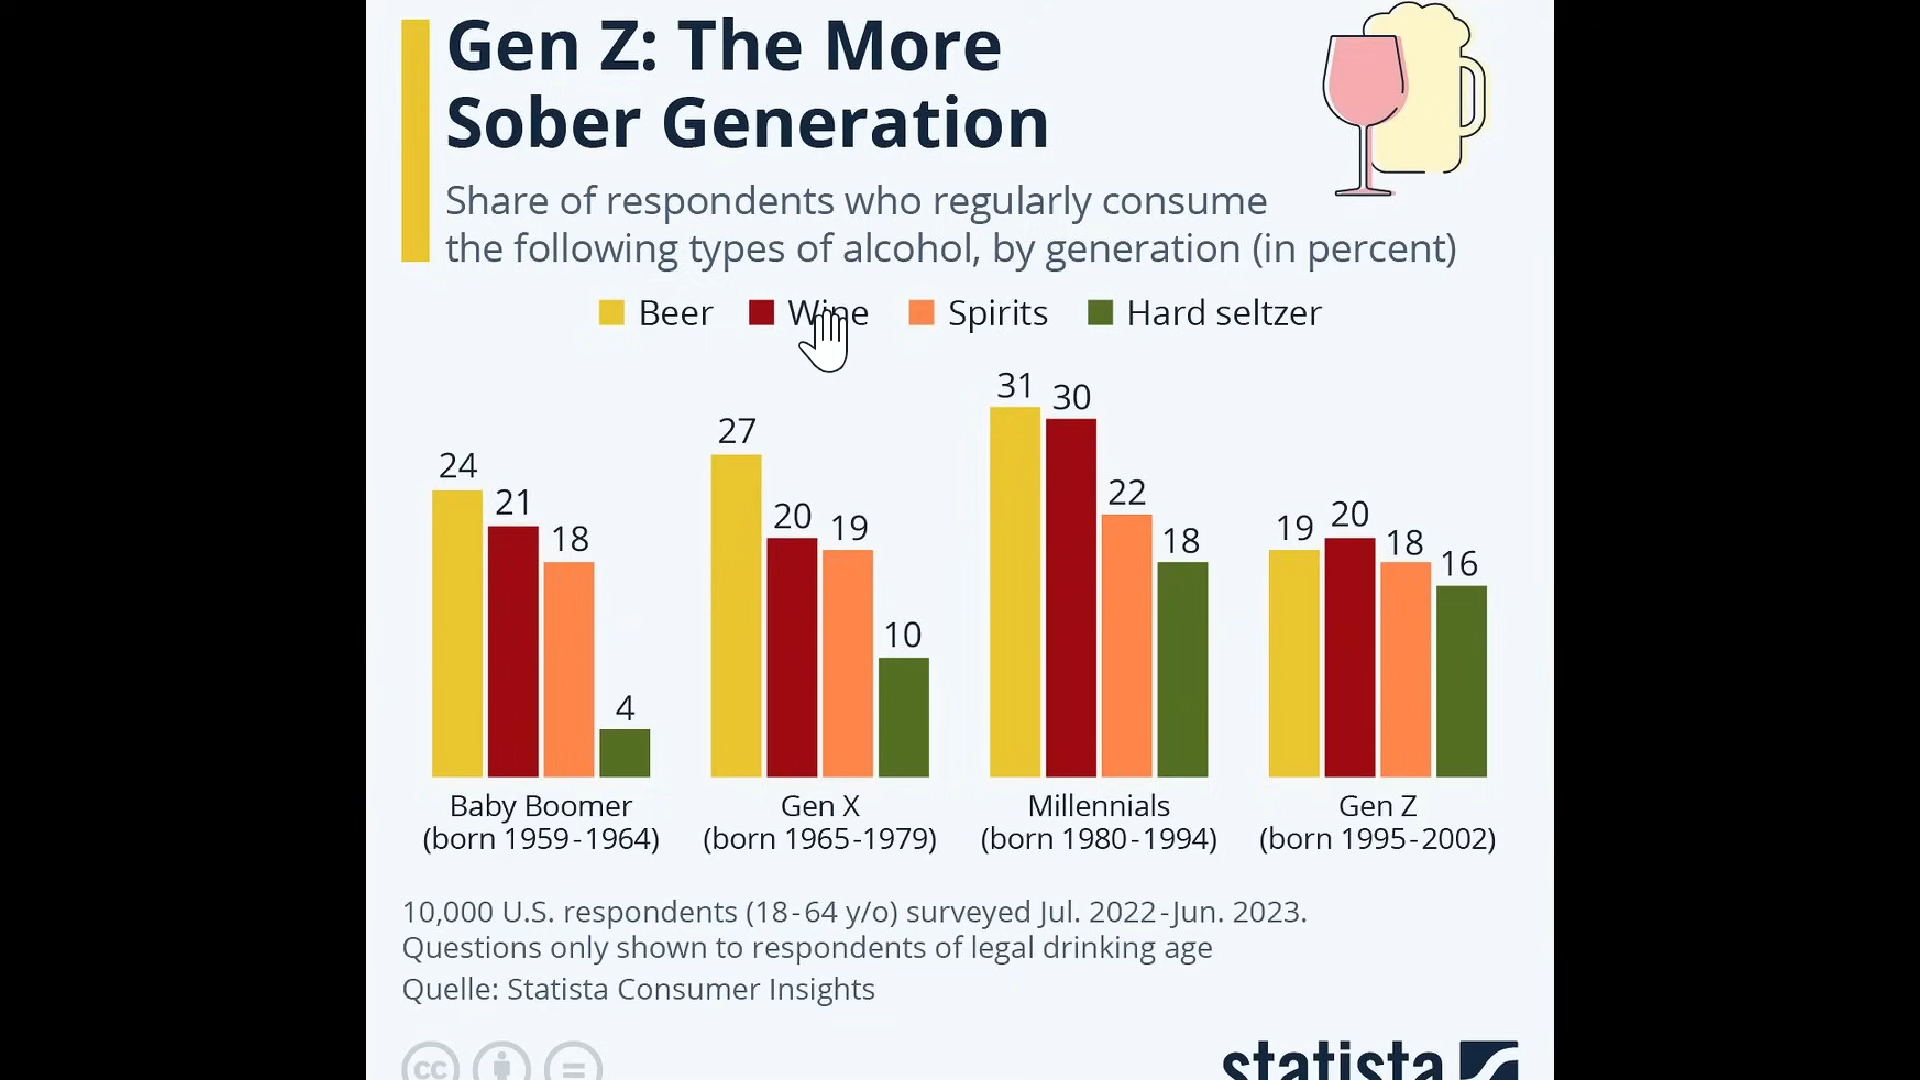 Gen Z: The More
Sober Generation
Share of respondents who regularly consume
the following types of alcohol, by generation (in percent)
Beer Wine Spirits Hard seltzer
24 21 18 4
27 20 19 10
31 30 22 18
19 20 18 16
Baby Boomer
(born 1959-1964)
Gen X
(born 1965-1979)
Millennials
(born 1980-1994)
Gen Z
(born 1995-2002)
10,000 U.S. respondents (18-64 y/o) surveyed Jul. 2022-Jun. 2023.
Questions only shown to respondents of legal drinking age
Quelle: Statista Consumer Insights
cc
statista